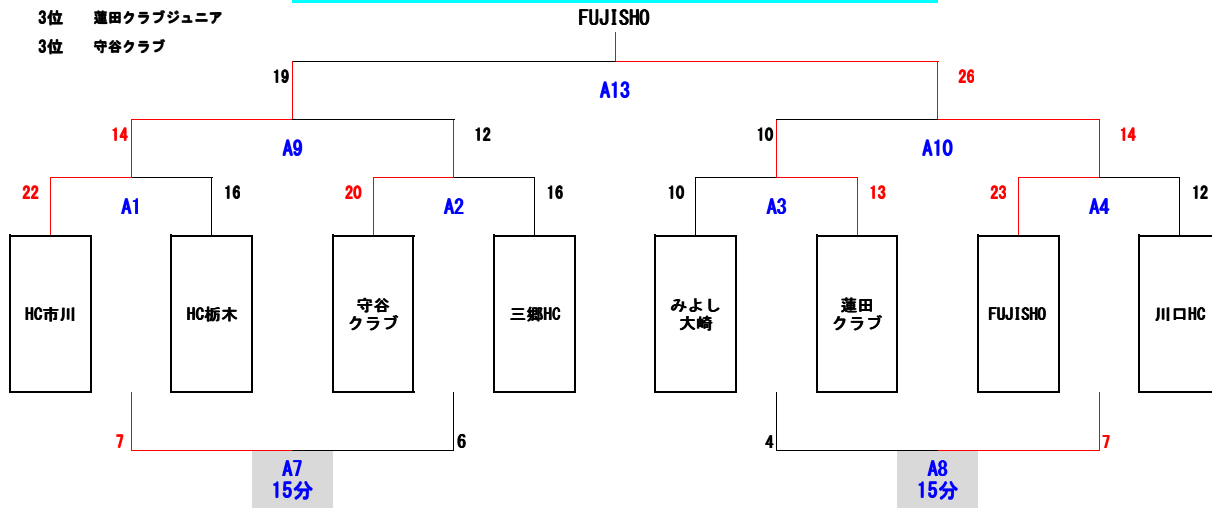 3位 蓮田クラブジュニア
FUJISHO
3位 守谷クラブ
19
26
A13
14
12
10
14
A9
A10
22
16
20
16
10
13
23
12
A1
A2
A3
A4
HC市川
HC栃木
守谷
クラブ
三郷HC
みよし
大崎
蓮田
クラブ
FUJISHO
川口HC
7
6
4
7
A7
15分
A8
15分